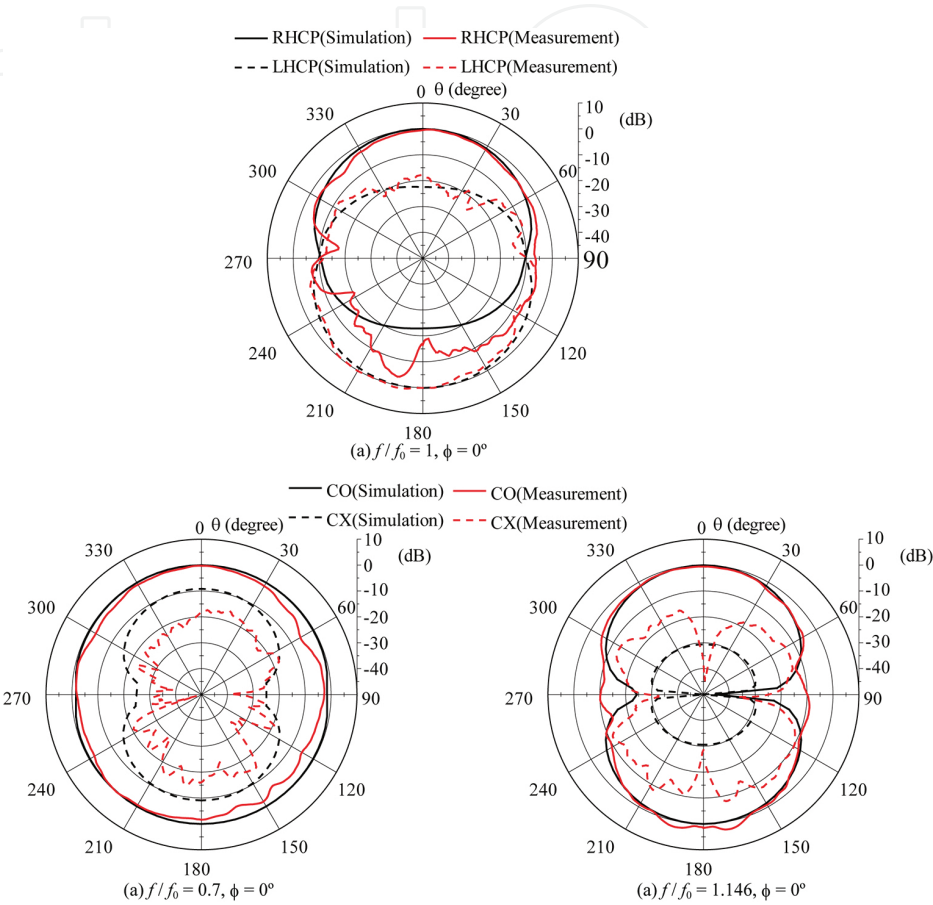 RHCP(Simulation) RHCP(Measurement)
LHCP(Simulation) LHCP(Measurement)
0 θ (degree)
330 30 10
0 (dB)
300 60 -10
-20
-30
-40
270 90
240 120
210 150
180
(a) f / f0 = 1, ϕ = 0º
CO(Simulation) CO(Measurement)
CX(Simulation) CX(Measurement)
0 θ (degree)
330 30 10
0 (dB)
300 60 -10
-20
-30
-40
270 90
240 120
210 150
180
(a) f / f0 = 0.7, ϕ = 0º
0 θ (degree)
330 30 10
0 (dB)
300 60 -10
-20
-30
-40
270 90
240 120
210 150
180
(a) f / f0 = 1.146, ϕ = 0º